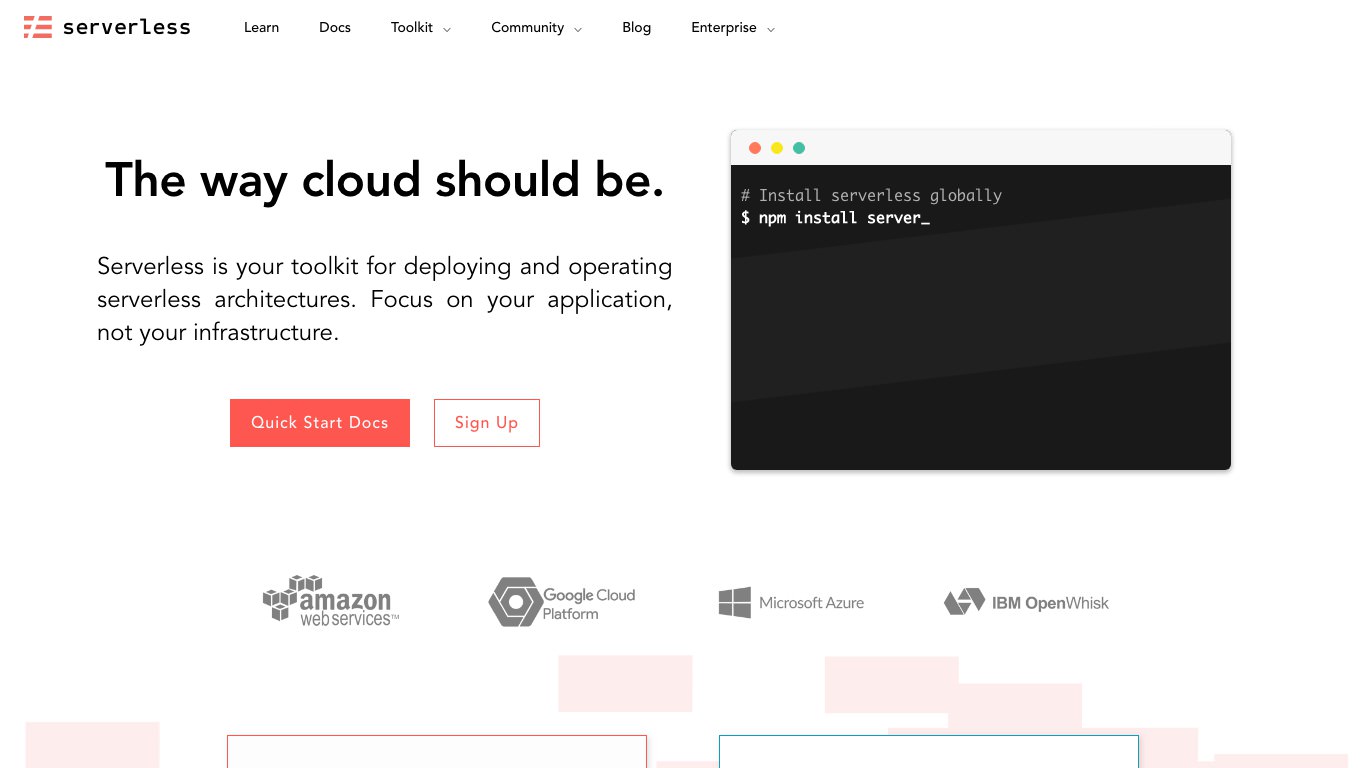 serverless
Learn
Docs
Toolkit
Community
Blog
Enterprise
The way cloud should be.
Serverless is your toolkit for deploying and operating
serverless architectures. Focus on your application,
not your infrastructure.
Quick Start Docs
Sign Up
# Install serverless globally
$ npm install server_
amazon
web services™
Google Cloud
Platform
Microsoft Azure
IBM OpenWhisk